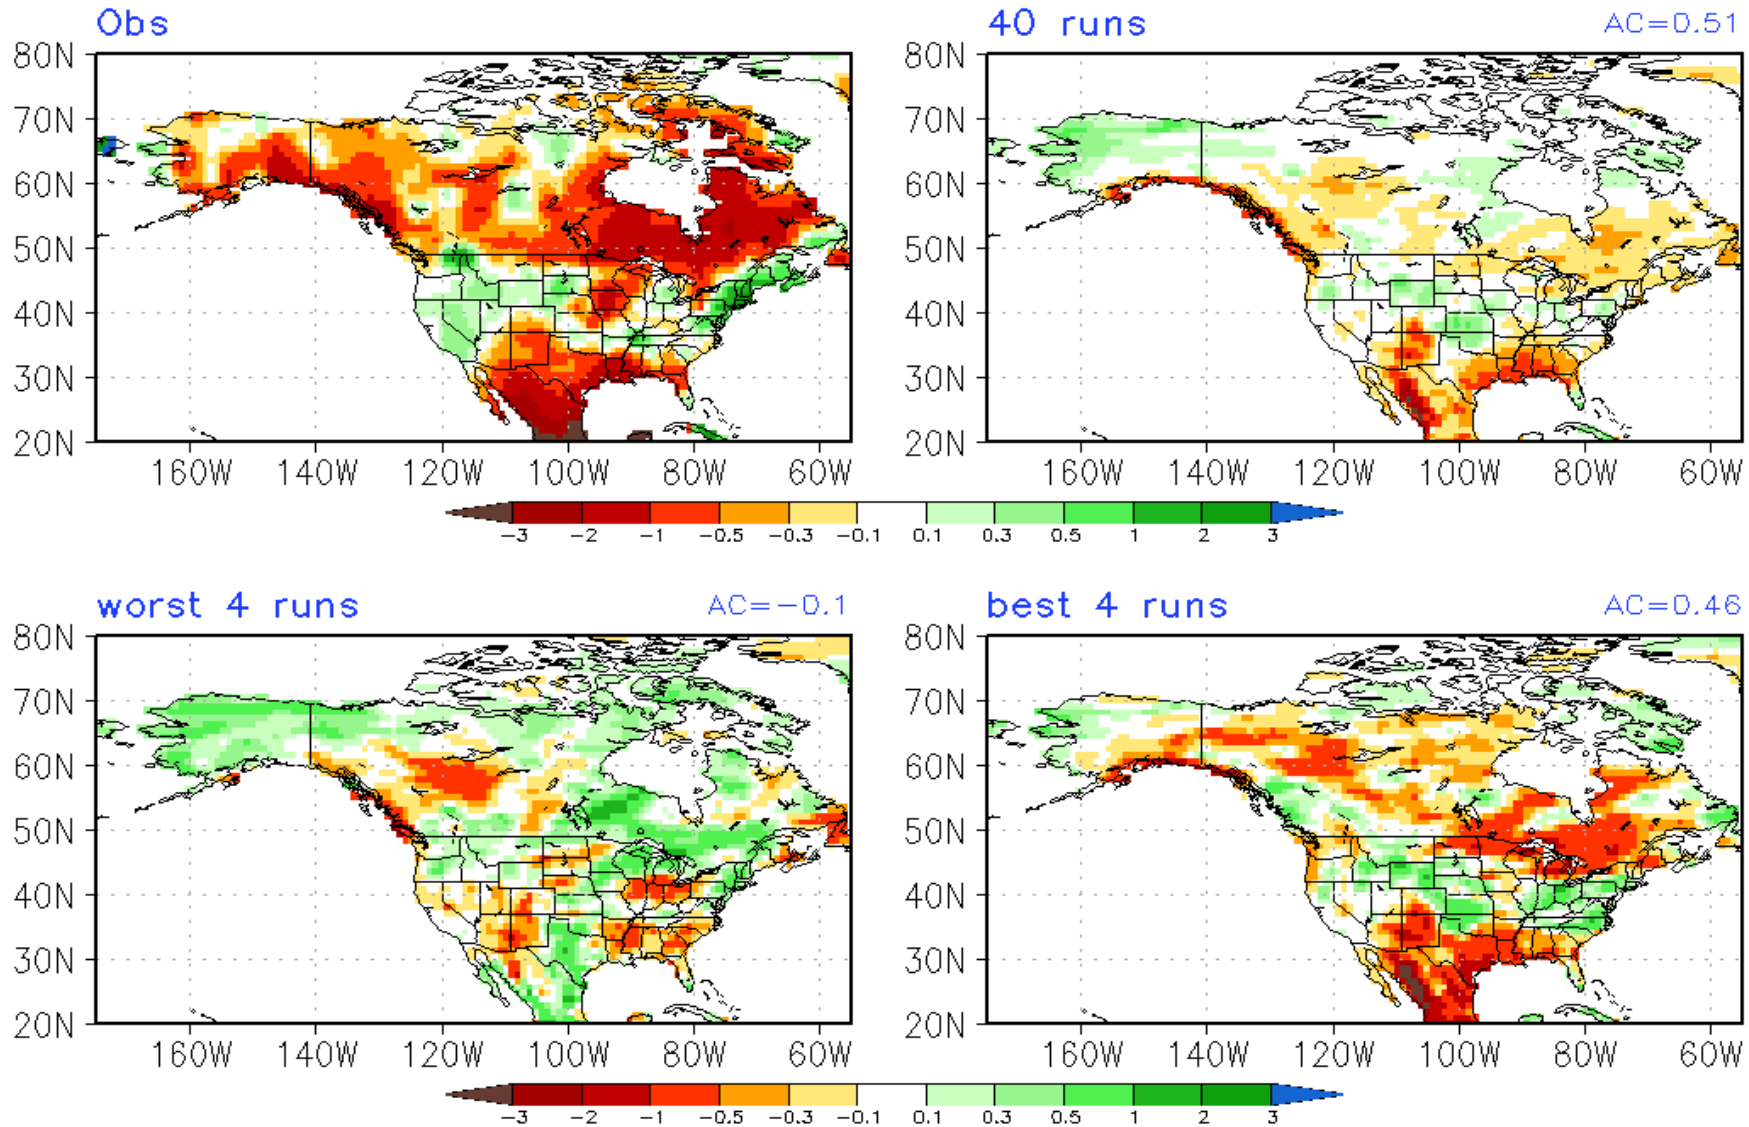 Obs
40 runs AC=0.51
80N 80N
70N 70N
60N 60N
50N 50N
40N 40N
30N 30N
20N 20N
160W 140W 120W 100W 80W 60W 160W 140W 120W 100W 80W 60W
-3 -2 -1 -0.5 -0.3 -0.1 0.1 0.3 0.5 1 2 3
worst 4 runs AC=-0.1
best 4 runs AC=0.46
80N 80N
70N 70N
60N 60N
50N 50N
40N 40N
30N 30N
20N 20N
160W 140W 120W 100W 80W 60W 160W 140W 120W 100W 80W 60W
-3 -2 -1 -0.5 -0.3 -0.1 0.1 0.3 0.5 1 2 3